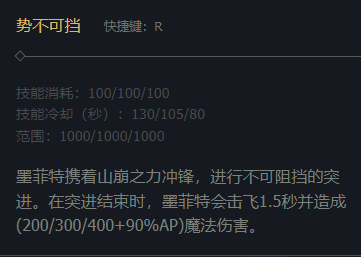 势不可挡 快捷键：R
技能消耗：100/100/100
技能冷却（秒）：130/105/80
范围：1000/1000/1000
墨菲特携着山崩之力冲锋，进行不可阻挡的突
进。在突进结束时，墨菲特会击飞1.5秒并造成
(200/300/400+90%AP)魔法伤害。